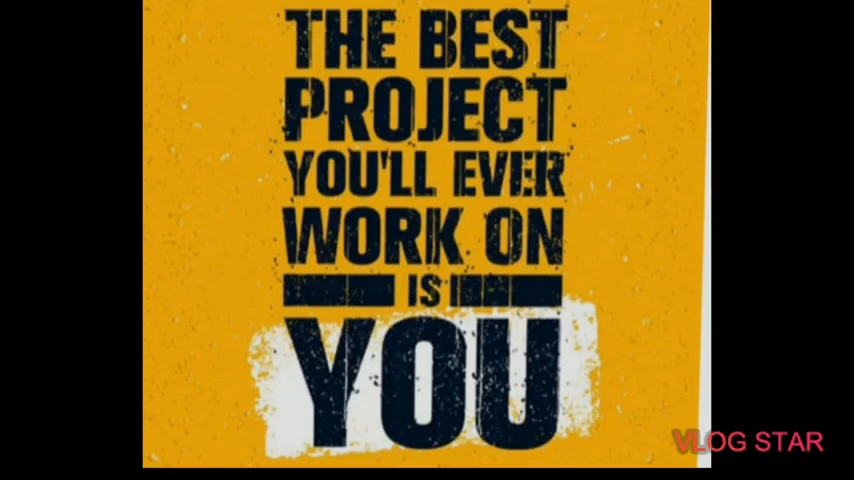 THE BEST
PROJECT
YOU'LL EVER
WORK ON
IS
YOU
VLOG STAR